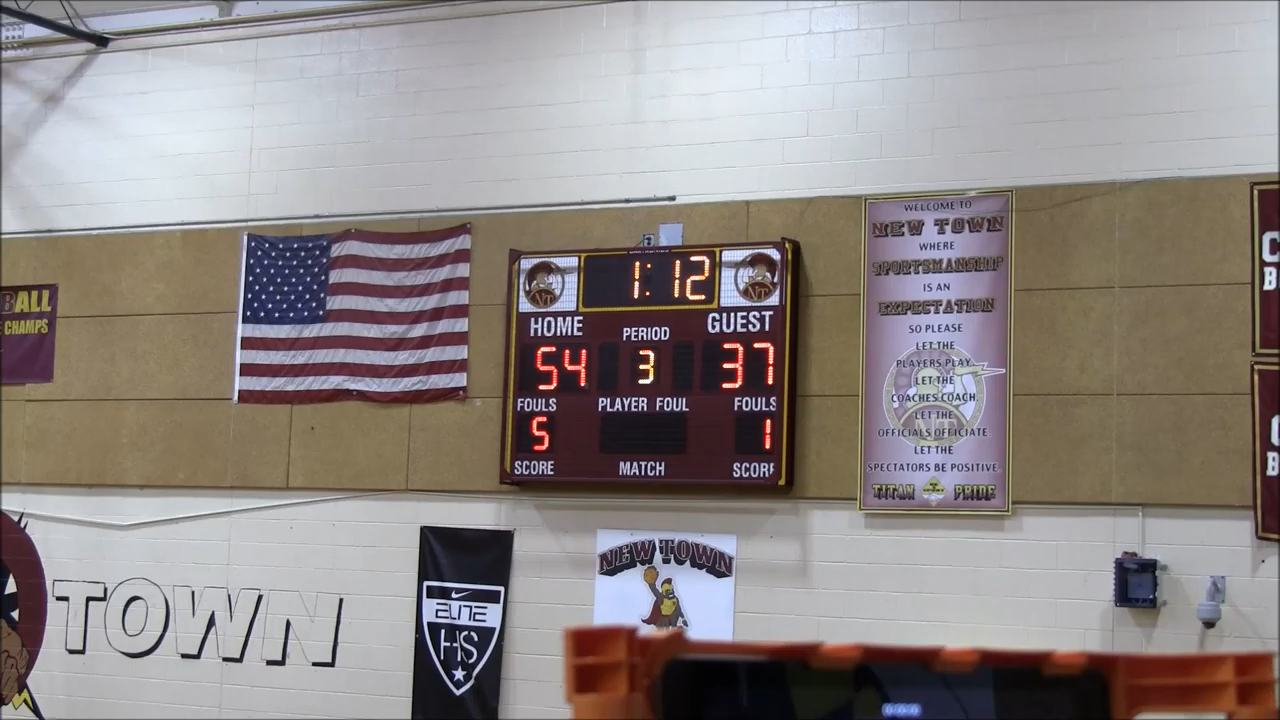 BALL
CHAMPS
1:12
HOME
PERIOD
GUEST
54
3
37
FOULS
PLAYER FOUL
FOULS
5
1
SCORE
MATCH
SCORE
NT
NT
WELCOME TO
NEW TOWN
WHERE
SPORTSMANSHIP
IS AN
EXPECTATION
SO PLEASE
LET THE
PLAYERS PLAY.
LET THE
COACHES COACH.
LET THE
OFFICIALS OFFICIATE.
LET THE
SPECTATORS BE POSITIVE.
TITAN PRIDE
C
B
B
TOWN
ELITE
HS
NEW TOWN